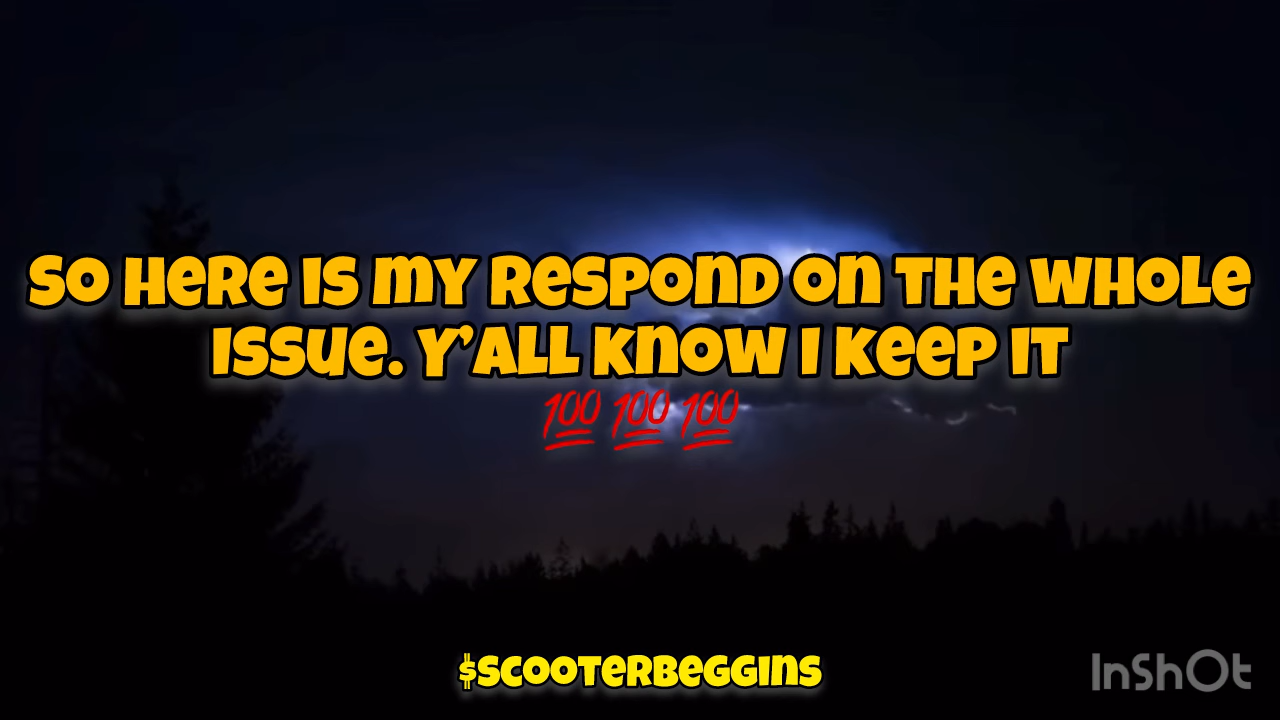 So here is my respond on the whole
issue. Y’all know I keep it
💯💯💯
$scooterbeggins
InShOt